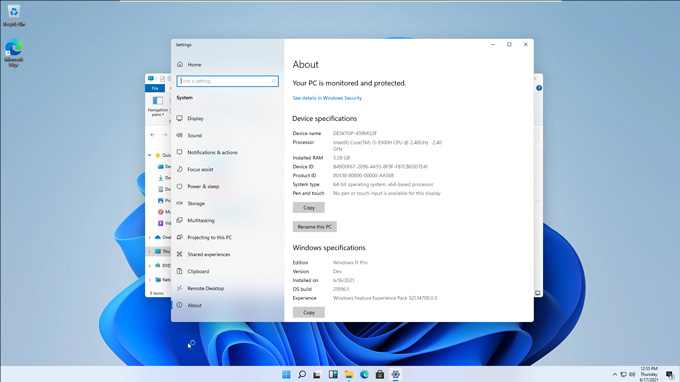 Recycle Bin
Microsoft
Edge
File
Navigation
pane
This
DVD
Netw
5 items
Settings
Home
Find a setting
System
Display
Sound
Notifications & actions
Focus assist
Power & sleep
Storage
Multitasking
Projecting to this PC
Shared experiences
Clipboard
Remote Desktop
About
About
Your PC is monitored and protected.
See details in Windows Security
Device specifications
Device name DESKTOP-439MQ3F
Processor Intel(R) Core(TM) i5-9300H CPU @ 2.40GHz 2.40
GHz
Installed RAM 5.28 GB
Device ID
Product ID 00330-80000-00000-AA508
System type 64-bit operating system, x64-based processor
Pen and touch No pen or touch input is available for this display
Copy
Rename this PC
Windows specifications
Edition Windows 11 Pro
Version Dev
Installed on 6/16/2021
OS build 21996.1
Experience Windows Feature Experience Pack 321.14700.0.3
Copy
12:55 PM
Thursday
6/17/2021